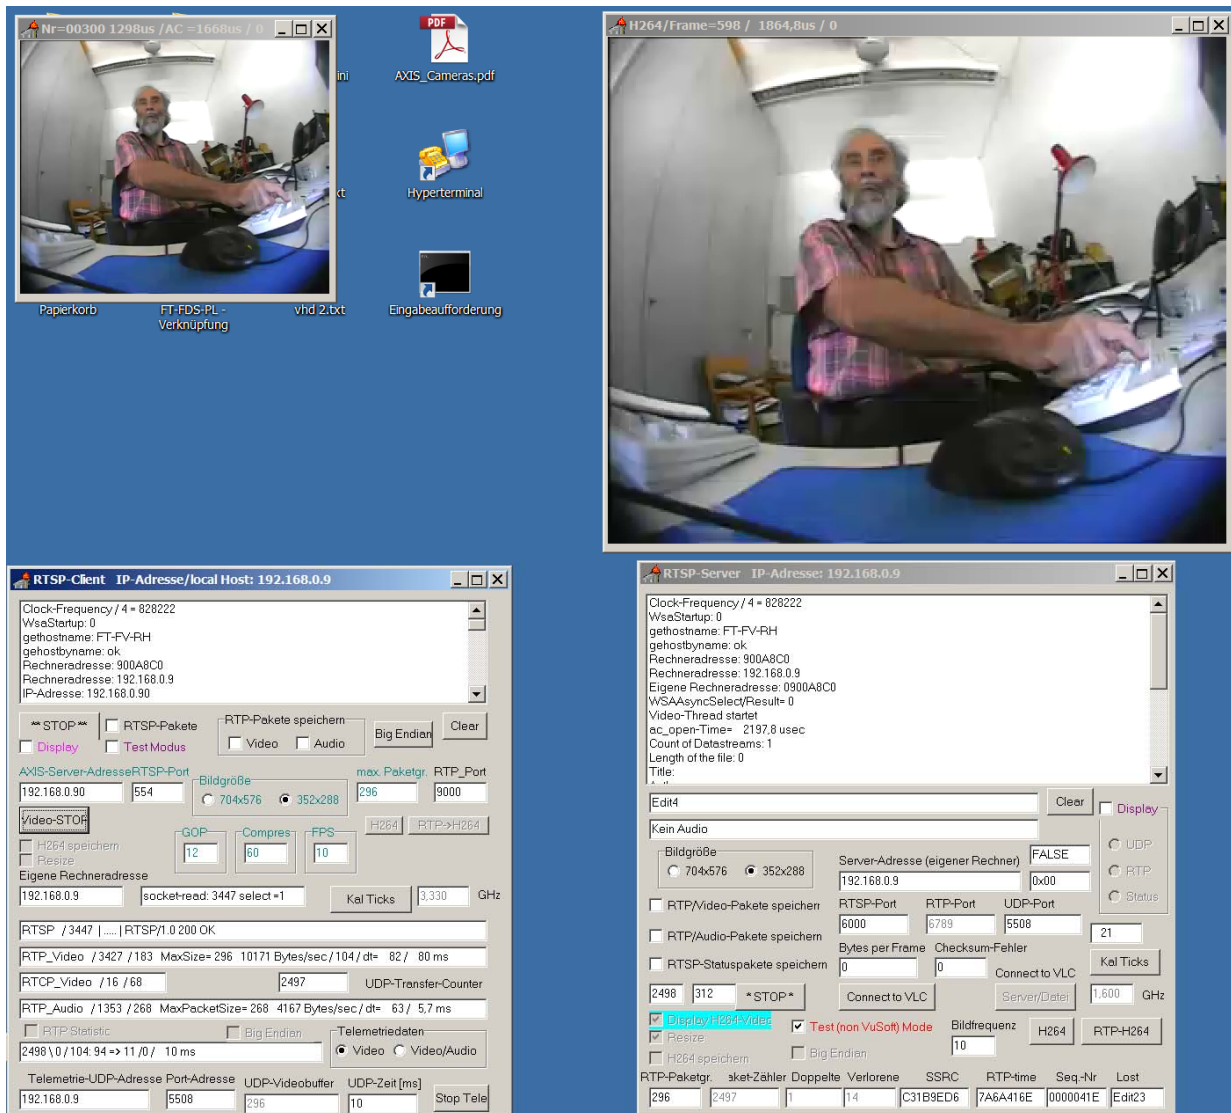 Nr=00300 1298us /AC =1668us / 0
H264/Frame=598 / 1864,8us / 0
ini
PDF
AXIS_Cameras.pdf
xt
Hyperterminal
Papierkorb
FT-FDS-PL -
Verknüpfung
vhd 2.txt
Eingabeaufforderung
RTSP-Client IP-Adresse/local Host: 192.168.0.9
Clock-Frequency / 4 = 828222
WsaStartup: 0
gethostname: FT-FV-RH
gehostbyname: ok
Rechneradresse: 900A8C0
Rechneradresse: 192.168.0.9
IP-Adresse: 192.168.0.90
** STOP **
RTSP-Pakete
RTP-Pakete speichern
Video
Audio
Big Endian
Clear
Display
Test Modus
AXIS-Server-Adresse
RTSP-Port
Bildgröße
max. Paketgr.
RTP_Port
192.168.0.90
554
704x576
352x288
296
9000
Video-STOP
GOP
Compres
FPS
H264
RTP->H264
H264 speichern
Resize
12
60
10
Eigene Rechneradresse
192.168.0.9
socket-read: 3447 select =1
Kal Ticks
3,330
GHz
RTSP / 3447 | ..... | RTSP/1.0 200 OK
RTP_Video / 3427 / 183 MaxSize= 296 10171 Bytes/sec / 104 / dt= 82 / 80 ms
RTCP_Video / 16 / 68
2497
UDP-Transfer-Counter
RTP_Audio / 1353 / 268 MaxPacketSize= 268 4167 Bytes/sec / dt= 63 / 5,7 ms
RTP Statistic
Big Endian
Telemetriedaten
2498 \ 0 / 104: 94 => 11 /0 / 10 ms
Video
Video/Audio
Telemetrie-UDP-Adresse
Port-Adresse
UDP-Videobuffer
UDP-Zeit [ms]
192.168.0.9
5508
296
10
Stop Tele
RTSP-Server IP-Adresse: 192.168.0.9
Clock-Frequency / 4 = 828222
WsaStartup: 0
gethostname: FT-FV-RH
gehostbyname: ok
Rechneradresse: 900A8C0
Rechneradresse: 192.168.0.9
Eigene Rechneradresse: 0900A8C0
WSAAsyncSelect/Result= 0
Video-Thread startet
ac_open-Time= 2197,8 usec
Count of Datastreams: 1
Length of the file: 0
Title:
Edit4
Clear
Display
Kein Audio
Bildgröße
704x576
352x288
Server-Adresse (eigener Rechner)
FALSE
192.168.0.9
0x00
UDP
RTP
Status
RTP/Video-Pakete speichern
RTSP-Port
RTP-Port
UDP-Port
6000
6789
5508
RTP/Audio-Pakete speichern
21
Bytes per Frame
Checksum-Fehler
RTSP-Statuspakete speichern
0
0
Connect to VLC
Kal Ticks
2498
312
* STOP *
Connect to VLC
Server/Datei
1,600
GHz
Display H264-Video
Test (non VuSoft) Mode
Bildfrequenz
H264
RTP-H264
Resize
10
H264 speichern
Big Endian
RTP-Paketgr.
aket-Zähler
Doppelte
Verlorene
SSRC
RTP-time
Seq.-Nr
Lost
296
2497
1
14
C31B9ED6
7A6A416E
0000041E
Edit23